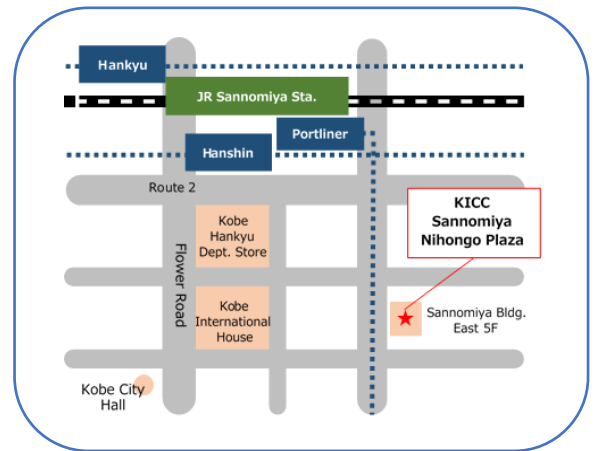 Hankyu
JR Sannomiya Sta.
Portliner
Hanshin
Route 2
KICC
Sannomiya
Nihongo Plaza
Kobe
Hankyu
Dept. Store
Flower Road
Kobe
International
House
Sannomiya Bldg.
East 5F
Kobe City
Hall